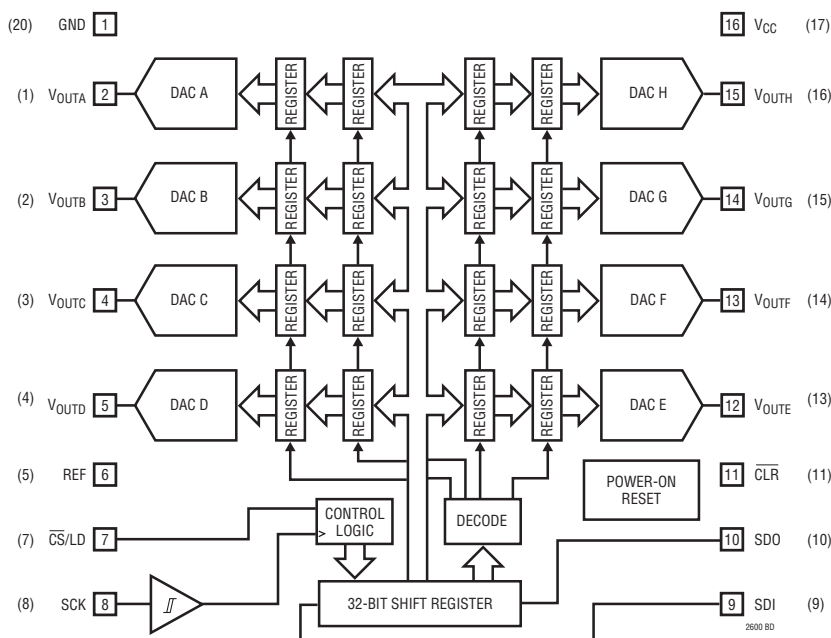 (20) GND 1
16 VCC (17)
(1) VOUTA 2 DAC A REGISTER REGISTER REGISTER REGISTER DAC H 15 VOUTH (16)
(2) VOUTB 3 DAC B REGISTER REGISTER REGISTER REGISTER DAC G 14 VOUTG (15)
(3) VOUTC 4 DAC C REGISTER REGISTER REGISTER REGISTER DAC F 13 VOUTF (14)
(4) VOUTD 5 DAC D REGISTER REGISTER REGISTER REGISTER DAC E 12 VOUTE (13)
(5) REF 6
POWER-ON
RESET
11 C̅L̅R̅ (11)
(7) C̅S̅/LD 7
CONTROL
LOGIC
>
DECODE
10 SDO (10)
(8) SCK 8
32-BIT SHIFT REGISTER
9 SDI (9)
2600 BD